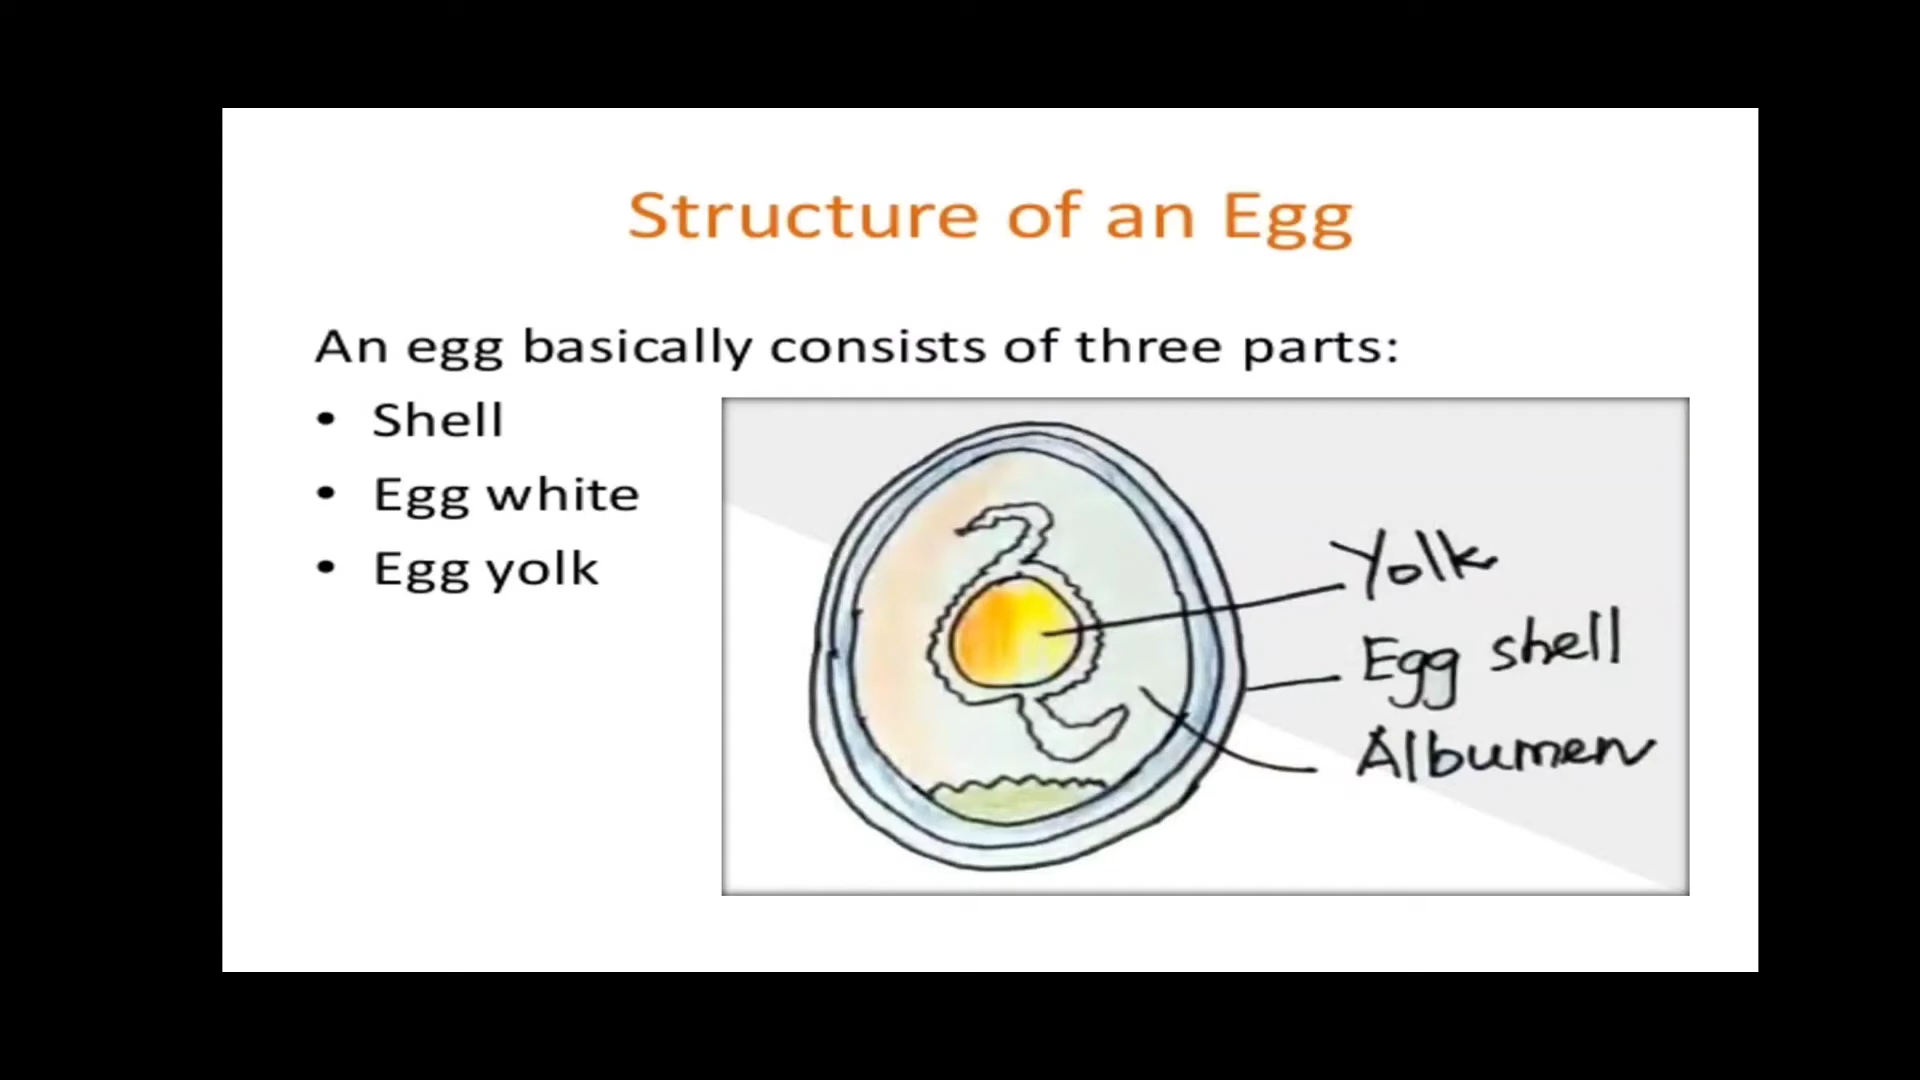 Structure of an Egg
An egg basically consists of three parts:
• Shell
• Egg white
• Egg yolk
Yolk
Egg shell
Albumen